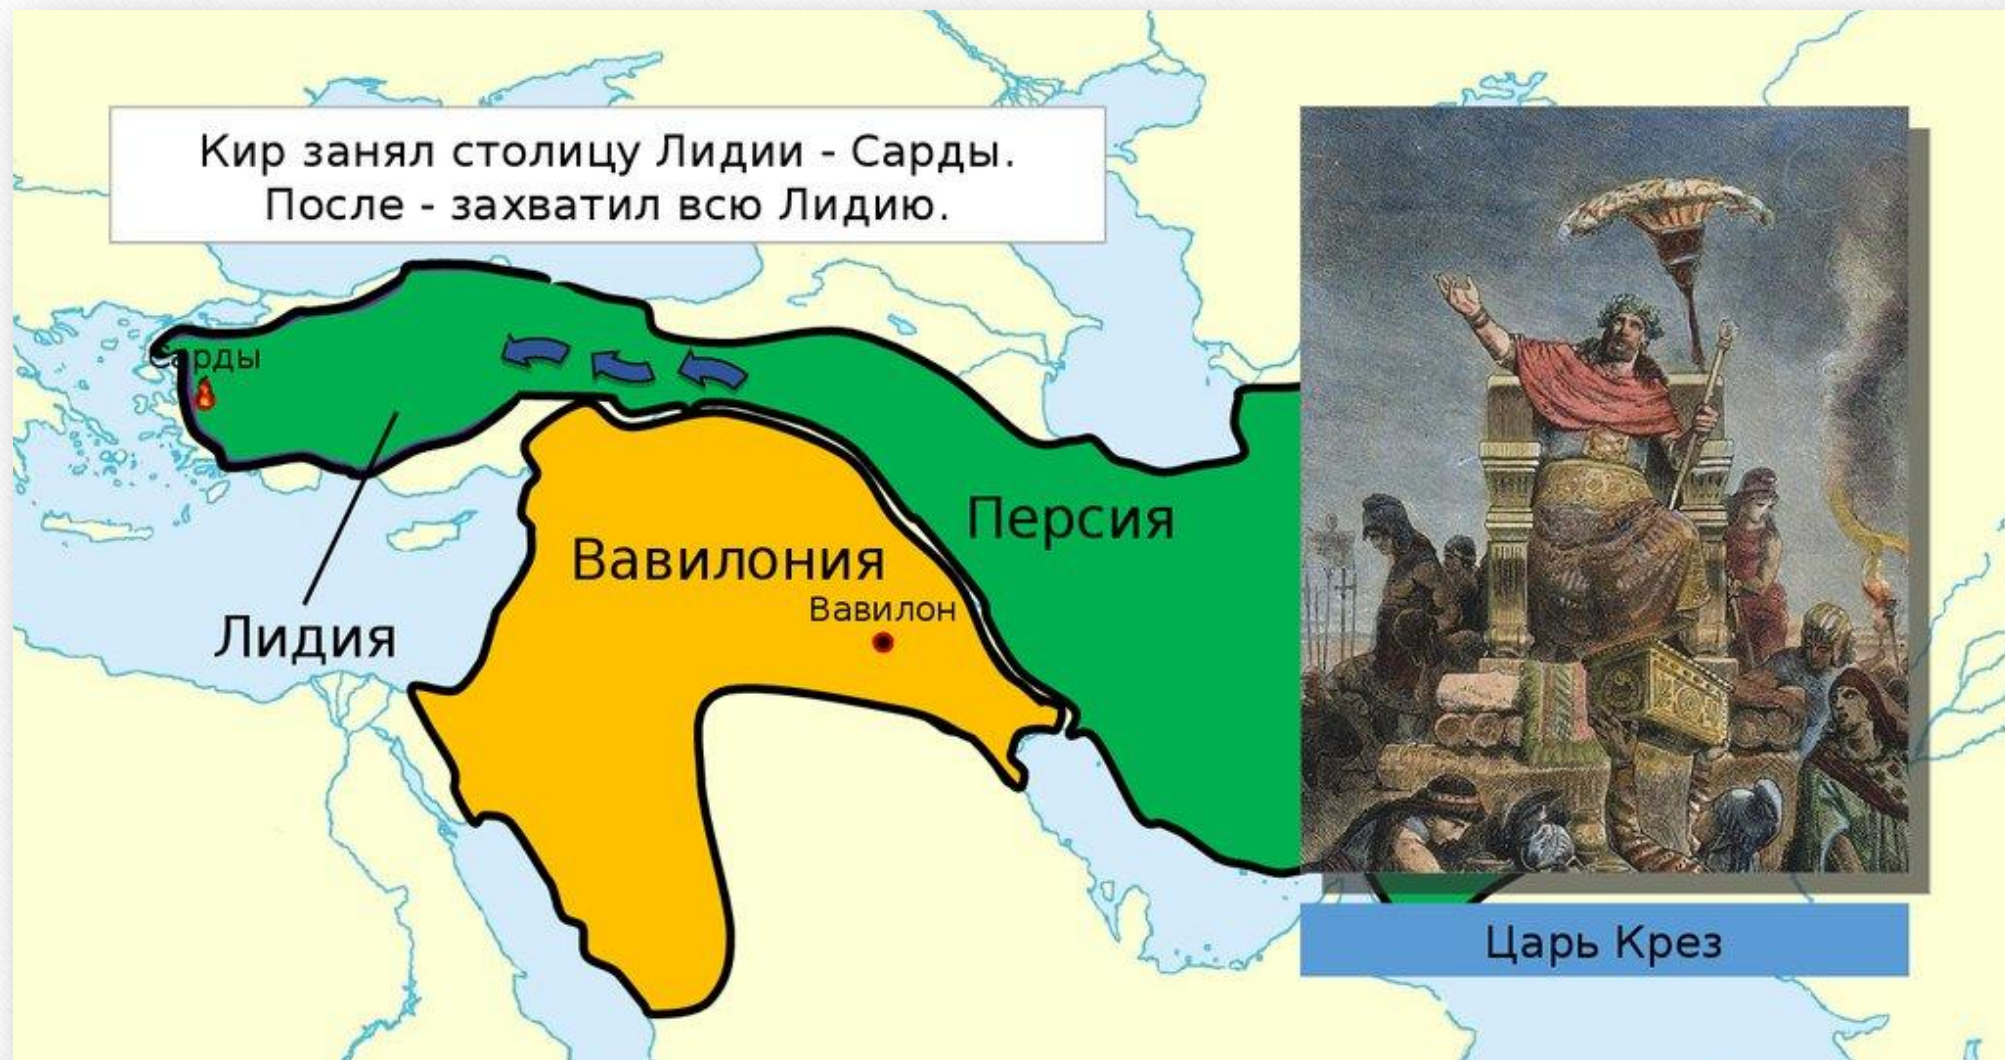 Кир занял столицу Лидии - Сарды.
После - захватил всю Лидию.
Сарды
Персия
Вавилония
Вавилон
Лидия
Царь Крез